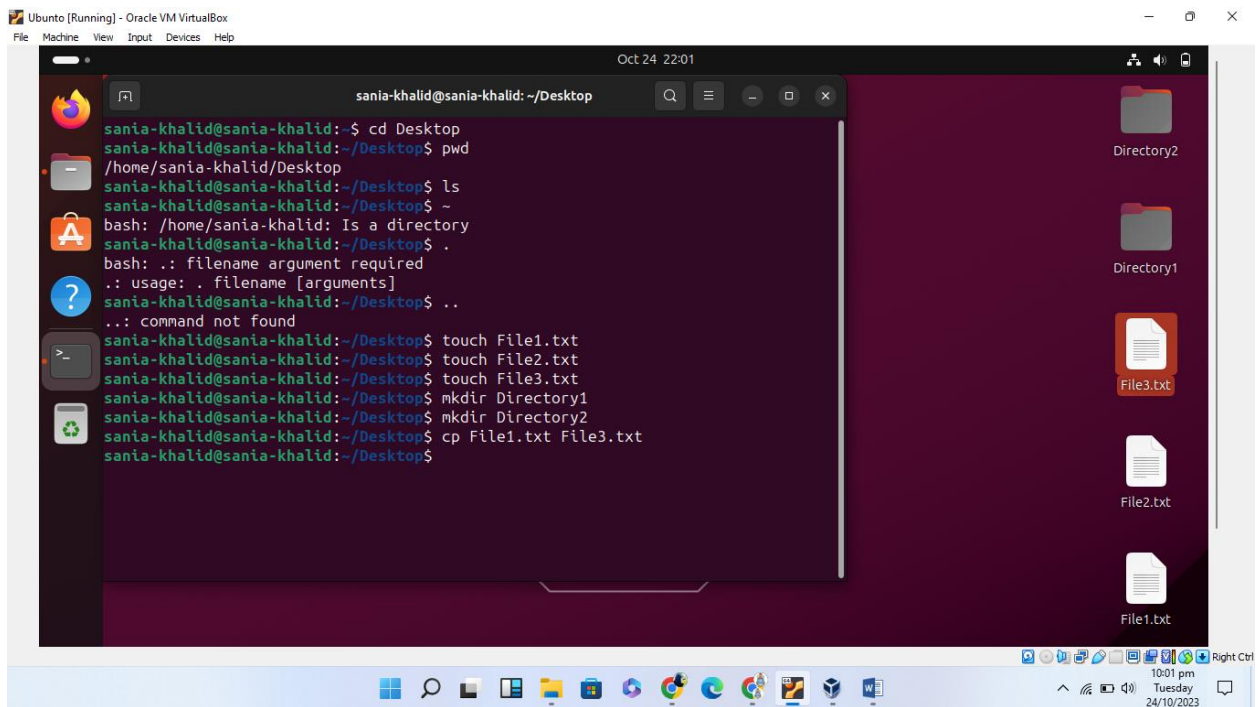 Ubunto [Running] - Oracle VM VirtualBox
File Machine View Input Devices Help
Oct 24 22:01
sania-khalid@sania-khalid: ~/Desktop
sania-khalid@sania-khalid:~$ cd Desktop
sania-khalid@sania-khalid:~/Desktop$ pwd
/home/sania-khalid/Desktop
sania-khalid@sania-khalid:~/Desktop$ ls
sania-khalid@sania-khalid:~/Desktop$ ~
bash: /home/sania-khalid: Is a directory
sania-khalid@sania-khalid:~/Desktop$ .
bash: .: filename argument required
.: usage: . filename [arguments]
sania-khalid@sania-khalid:~/Desktop$ ..
..: command not found
sania-khalid@sania-khalid:~/Desktop$ touch File1.txt
sania-khalid@sania-khalid:~/Desktop$ touch File2.txt
sania-khalid@sania-khalid:~/Desktop$ touch File3.txt
sania-khalid@sania-khalid:~/Desktop$ mkdir Directory1
sania-khalid@sania-khalid:~/Desktop$ mkdir Directory2
sania-khalid@sania-khalid:~/Desktop$ cp File1.txt File3.txt
sania-khalid@sania-khalid:~/Desktop$
Directory2
Directory1
File3.txt
File2.txt
File1.txt
Right Ctrl
10:01 pm
Tuesday
24/10/2023